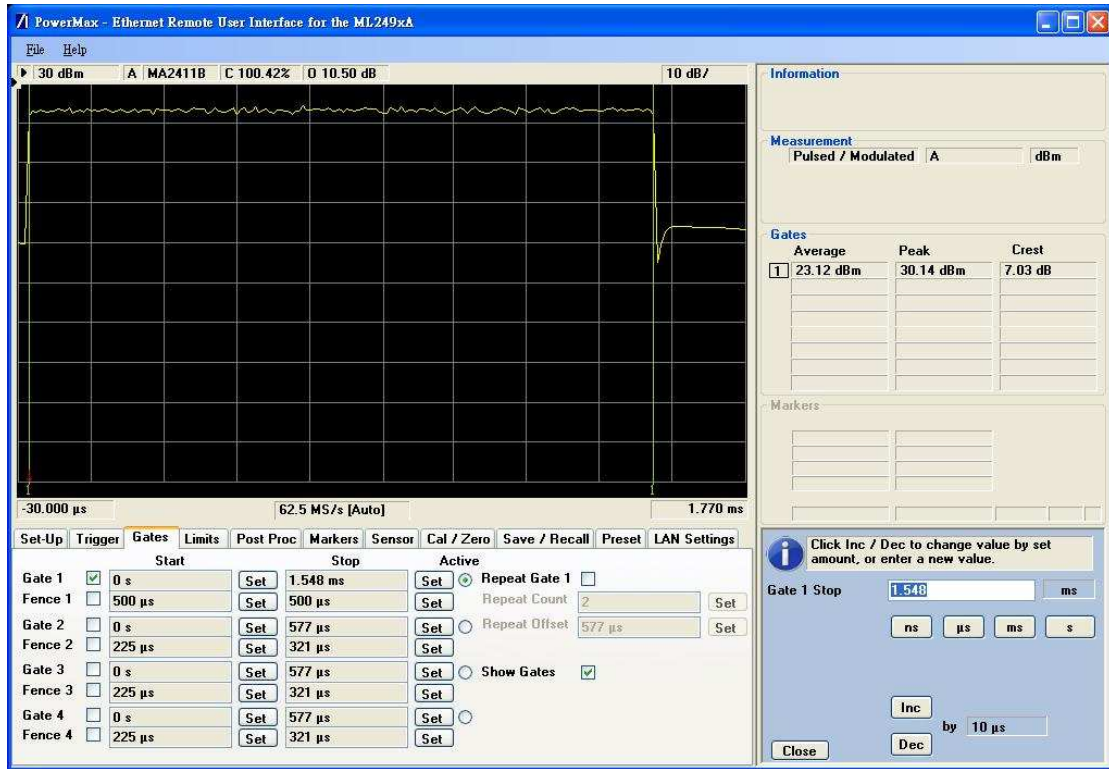 PowerMax - Ethernet Remote User Interface for the ML249xA
File Help
30 dBm A MA2411B C 100.42% O 10.50 dB 10 dB/
1 1
-30.000 µs 62.5 MS/s [Auto] 1.770 ms
Information
Measurement
Pulsed / Modulated A dBm
Gates
Average Peak Crest
1 23.12 dBm 30.14 dBm 7.03 dB
Markers
Set-Up Trigger Gates Limits Post Proc Markers Sensor Cal / Zero Save / Recall Preset LAN Settings
Start Stop Active
Gate 1 0 s Set 1.548 ms Set Repeat Gate 1
Fence 1 500 µs Set 500 µs Set Repeat Count 2 Set
Gate 2 0 s Set 577 µs Set Repeat Offset 577 µs Set
Fence 2 225 µs Set 321 µs Set
Gate 3 0 s Set 577 µs Set Show Gates
Fence 3 225 µs Set 321 µs Set
Gate 4 0 s Set 577 µs Set
Fence 4 225 µs Set 321 µs Set
Click Inc / Dec to change value by set
amount, or enter a new value.
Gate 1 Stop 1.548 ms
ns µs ms s
Inc
by 10 µs
Close Dec